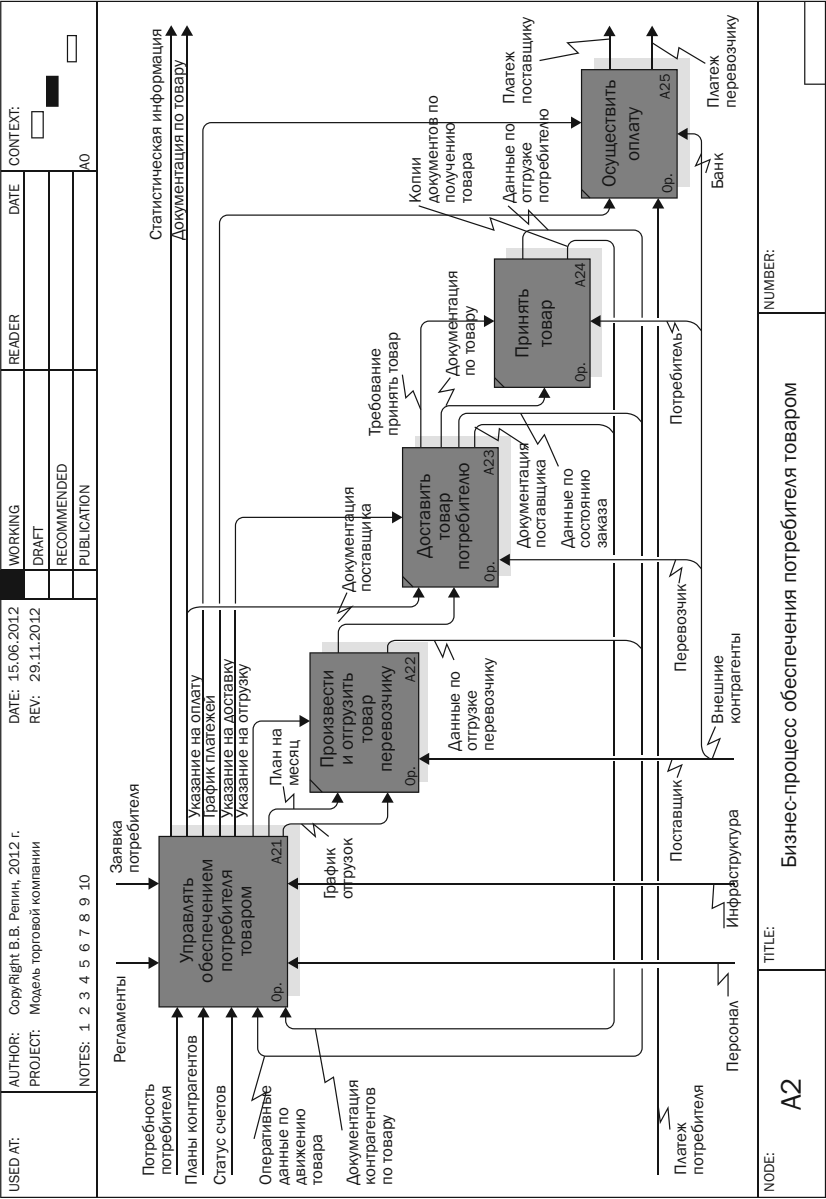 USED AT:
AUTHOR: CopyRight В.В. Репин, 2012 г.
PROJECT: Модель торговой компании
NOTES: 1 2 3 4 5 6 7 8 9 10
DATE: 15.06.2012
REV: 29.11.2012
WORKING
DRAFT
RECOMMENDED
PUBLICATION
READER
DATE
CONTEXT:
A0
Регламенты
Заявка
потребителя
Статистическая информация
Документация по товару
Потребность
потребителя
Планы контрагентов
Статус счетов
Оперативные
данные по
движению
товара
Документация
контрагентов
по товару
Управлять
обеспечением
потребителя
товаром
0р.
A21
Указание на оплату
График платежей
Указание на доставку
Указание на отгрузку
План на
месяц
График
отгрузок
Произвести
и отгрузить
товар
перевозчику
0р.
A22
Документация
поставщика
Данные по
отгрузке
перевозчику
Доставить
товар
потребителю
0р.
A23
Требование
принять товар
Документация
по товару
Документация
поставщика
Данные по
состоянию
заказа
Принять
товар
0р.
A24
Копии
документов по
получению
товара
Данные по
отгрузке
потребителю
Осуществить
оплату
0р.
A25
Платеж
поставщику
Платеж
перевозчику
Банк
Потребитель
Перевозчик
Поставщик
Внешние
контрагенты
Инфраструктура
Персонал
Платеж
потребителя
NODE:
A2
TITLE:
Бизнес-процесс обеспечения потребителя товаром
NUMBER: